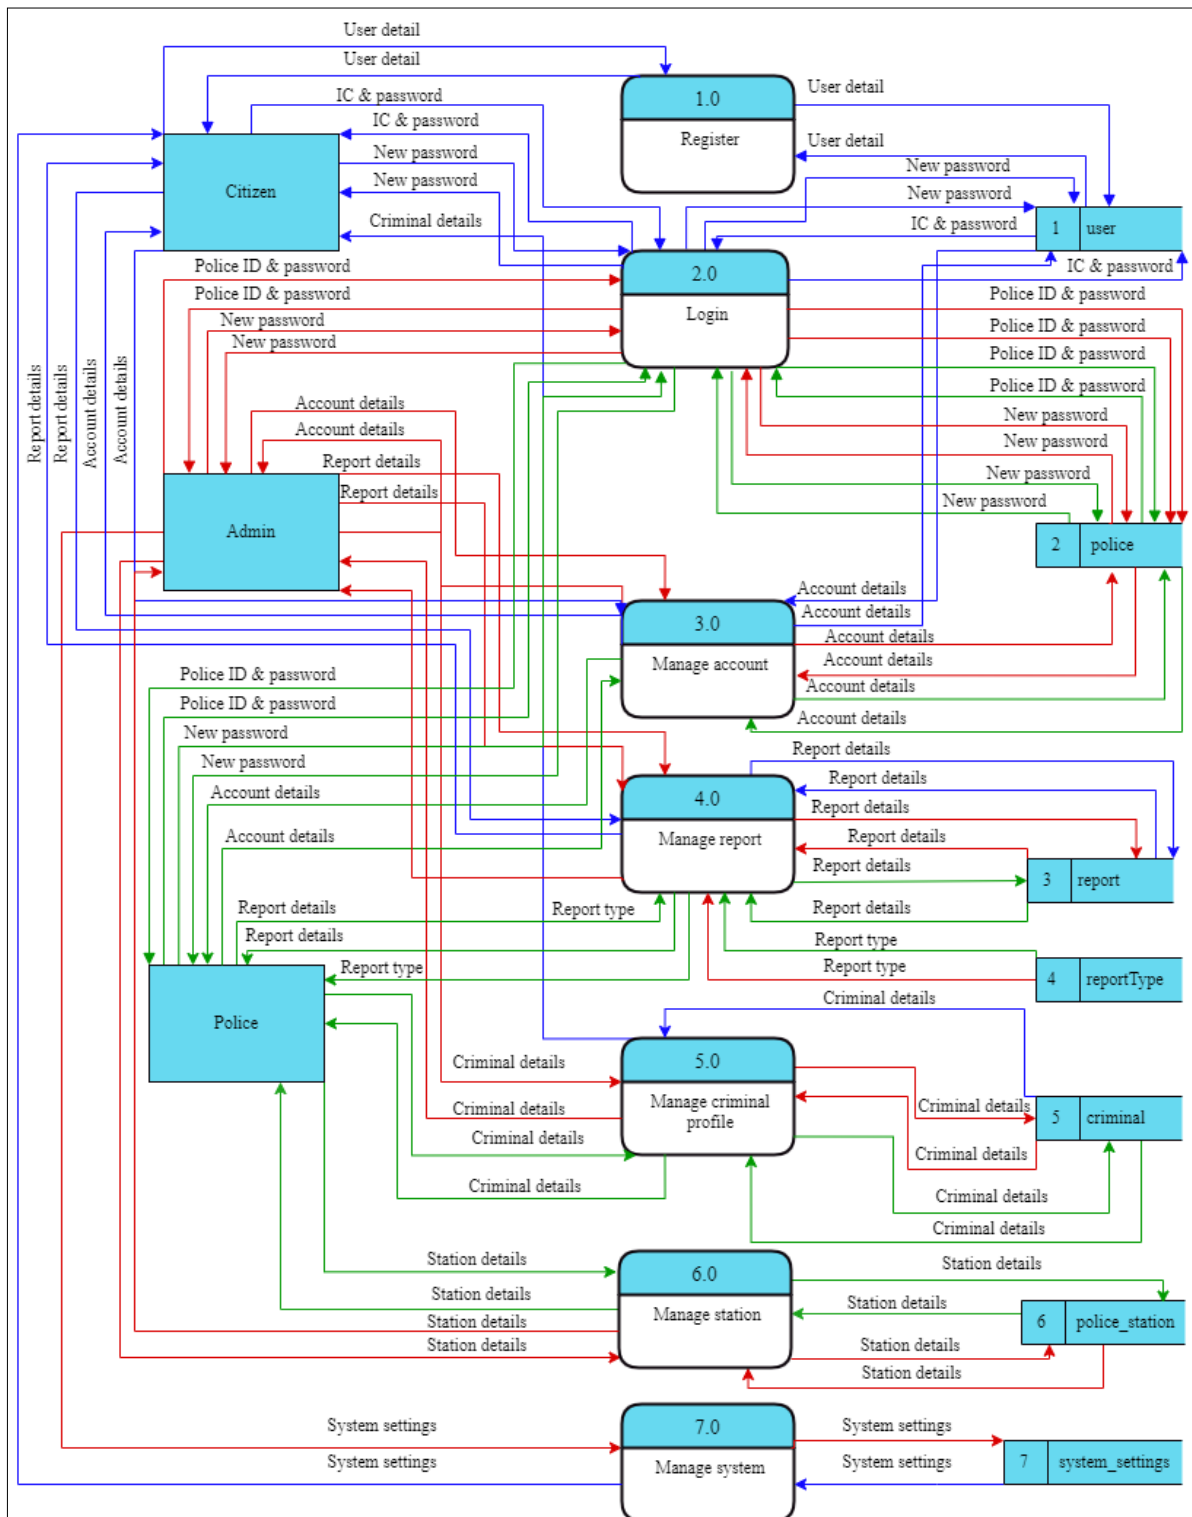 User detail
User detail
IC & password
IC & password
New password
New password
Criminal details
Citizen
1.0
Register
User detail
User detail
New password
New password
IC & password
1 user
IC & password
2.0
Login
Police ID & password
Police ID & password
New password
New password
Police ID & password
Police ID & password
Police ID & password
Police ID & password
New password
New password
New password
New password
Report details
Report details
Account details
Account details
Account details
Account details
Report details
Report details
Admin
2 police
3.0
Manage account
Account details
Account details
Account details
Account details
Account details
Account details
Police ID & password
Police ID & password
New password
New password
Account details
Account details
4.0
Manage report
Report details
Report details
Report details
Report details
Report details
Report details
3 report
Report details
Report type
Report details
Report type
Report type
Report type
4 reportType
Police
Criminal details
5.0
Manage criminal
profile
Criminal details
Criminal details
Criminal details
Criminal details
Criminal details
Criminal details
Criminal details
Criminal details
5 criminal
6.0
Manage station
Station details
Station details
Station details
Station details
Station details
Station details
Station details
Station details
6 police_station
7.0
Manage system
System settings
System settings
System settings
System settings
7 system_settings